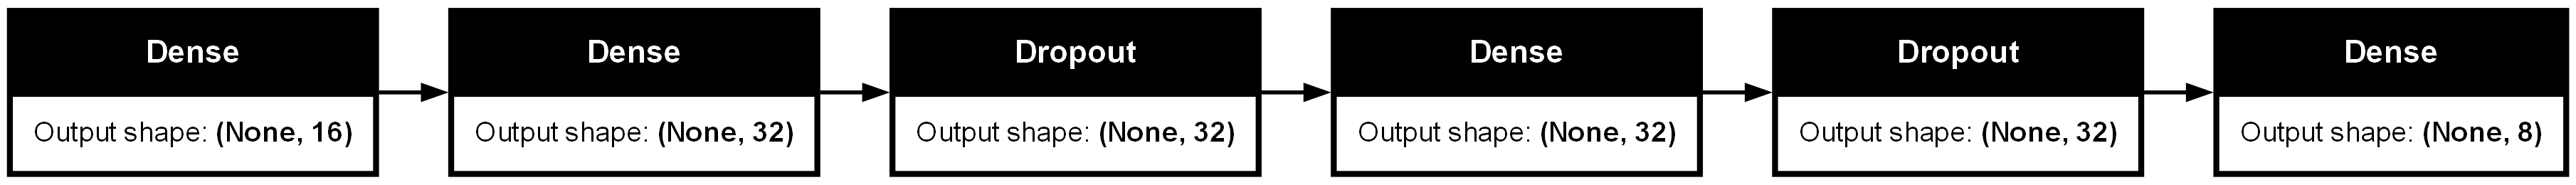 Dense
Output shape: (None, 16)
Dense
Output shape: (None, 32)
Dropout
Output shape: (None, 32)
Dense
Output shape: (None, 32)
Dropout
Output shape: (None, 32)
Dense
Output shape: (None, 8)